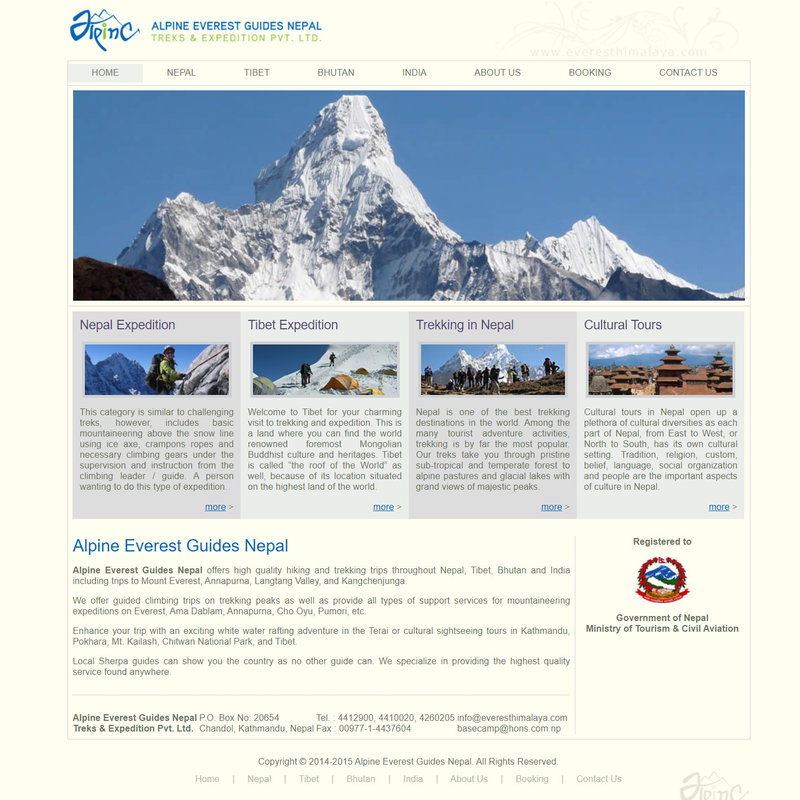 Alpine
ALPINE EVEREST GUIDES NEPAL
TREKS & EXPEDITION PVT. LTD.
www.everesthimalaya.com
HOME NEPAL TIBET BHUTAN INDIA ABOUT US BOOKING CONTACT US
Nepal Expedition
This category is similar to challenging
treks, however, includes basic
mountaineering above the snow line
using ice axe, crampons ropes and
necessary climbing gears under the
supervision and instruction from the
climbing leader / guide. A person
wanting to do this type of expedition.
more >
Tibet Expedition
Welcome to Tibet for your charming
visit to trekking and expedition. This is
a land where you can find the world
renowned foremost Mongolian
Buddhist culture and heritages. Tibet
is called "the roof of the World" as
well, because of its location situated
on the highest land of the world.
more >
Trekking in Nepal
Nepal is one of the best trekking
destinations in the world. Among the
many tourist adventure activities,
trekking is by far the most popular.
Our treks take you through pristine
sub-tropical and temperate forest to
alpine pastures and glacial lakes with
grand views of majestic peaks.
more >
Cultural Tours
Cultural tours in Nepal open up a
plethora of cultural diversities as each
part of Nepal, from East to West, or
North to South, has its own cultural
setting. Tradition, religion, custom,
belief, language, social organization
and people are the important aspects
of culture in Nepal.
more >
Alpine Everest Guides Nepal
Alpine Everest Guides Nepal offers high quality hiking and trekking trips throughout Nepal, Tibet, Bhutan and India
including trips to Mount Everest, Annapurna, Langtang Valley, and Kangchenjunga.
We offer guided climbing trips on trekking peaks as well as provide all types of support services for mountaineering
expeditions on Everest, Ama Dablam, Annapurna, Cho Oyu, Pumori, etc.
Enhance your trip with an exciting white water rafting adventure in the Terai or cultural sightseeing tours in Kathmandu,
Pokhara, Mt. Kailash, Chitwan National Park, and Tibet.
Local Sherpa guides can show you the country as no other guide can. We specialize in providing the highest quality
service found anywhere.
Registered to
Government of Nepal
Ministry of Tourism & Civil Aviation
Alpine Everest Guides Nepal P.O. Box No: 20654 Tel. : 4412900, 4410020, 4260205 info@everesthimalaya.com
Treks & Expedition Pvt. Ltd. Chandol, Kathmandu, Nepal Fax : 00977-1-4437604 basecamp@hons.com.np
Copyright © 2014-2015 Alpine Everest Guides Nepal. All Rights Reserved.
Home | Nepal | Tibet | Bhutan | India | About Us | Booking | Contact Us